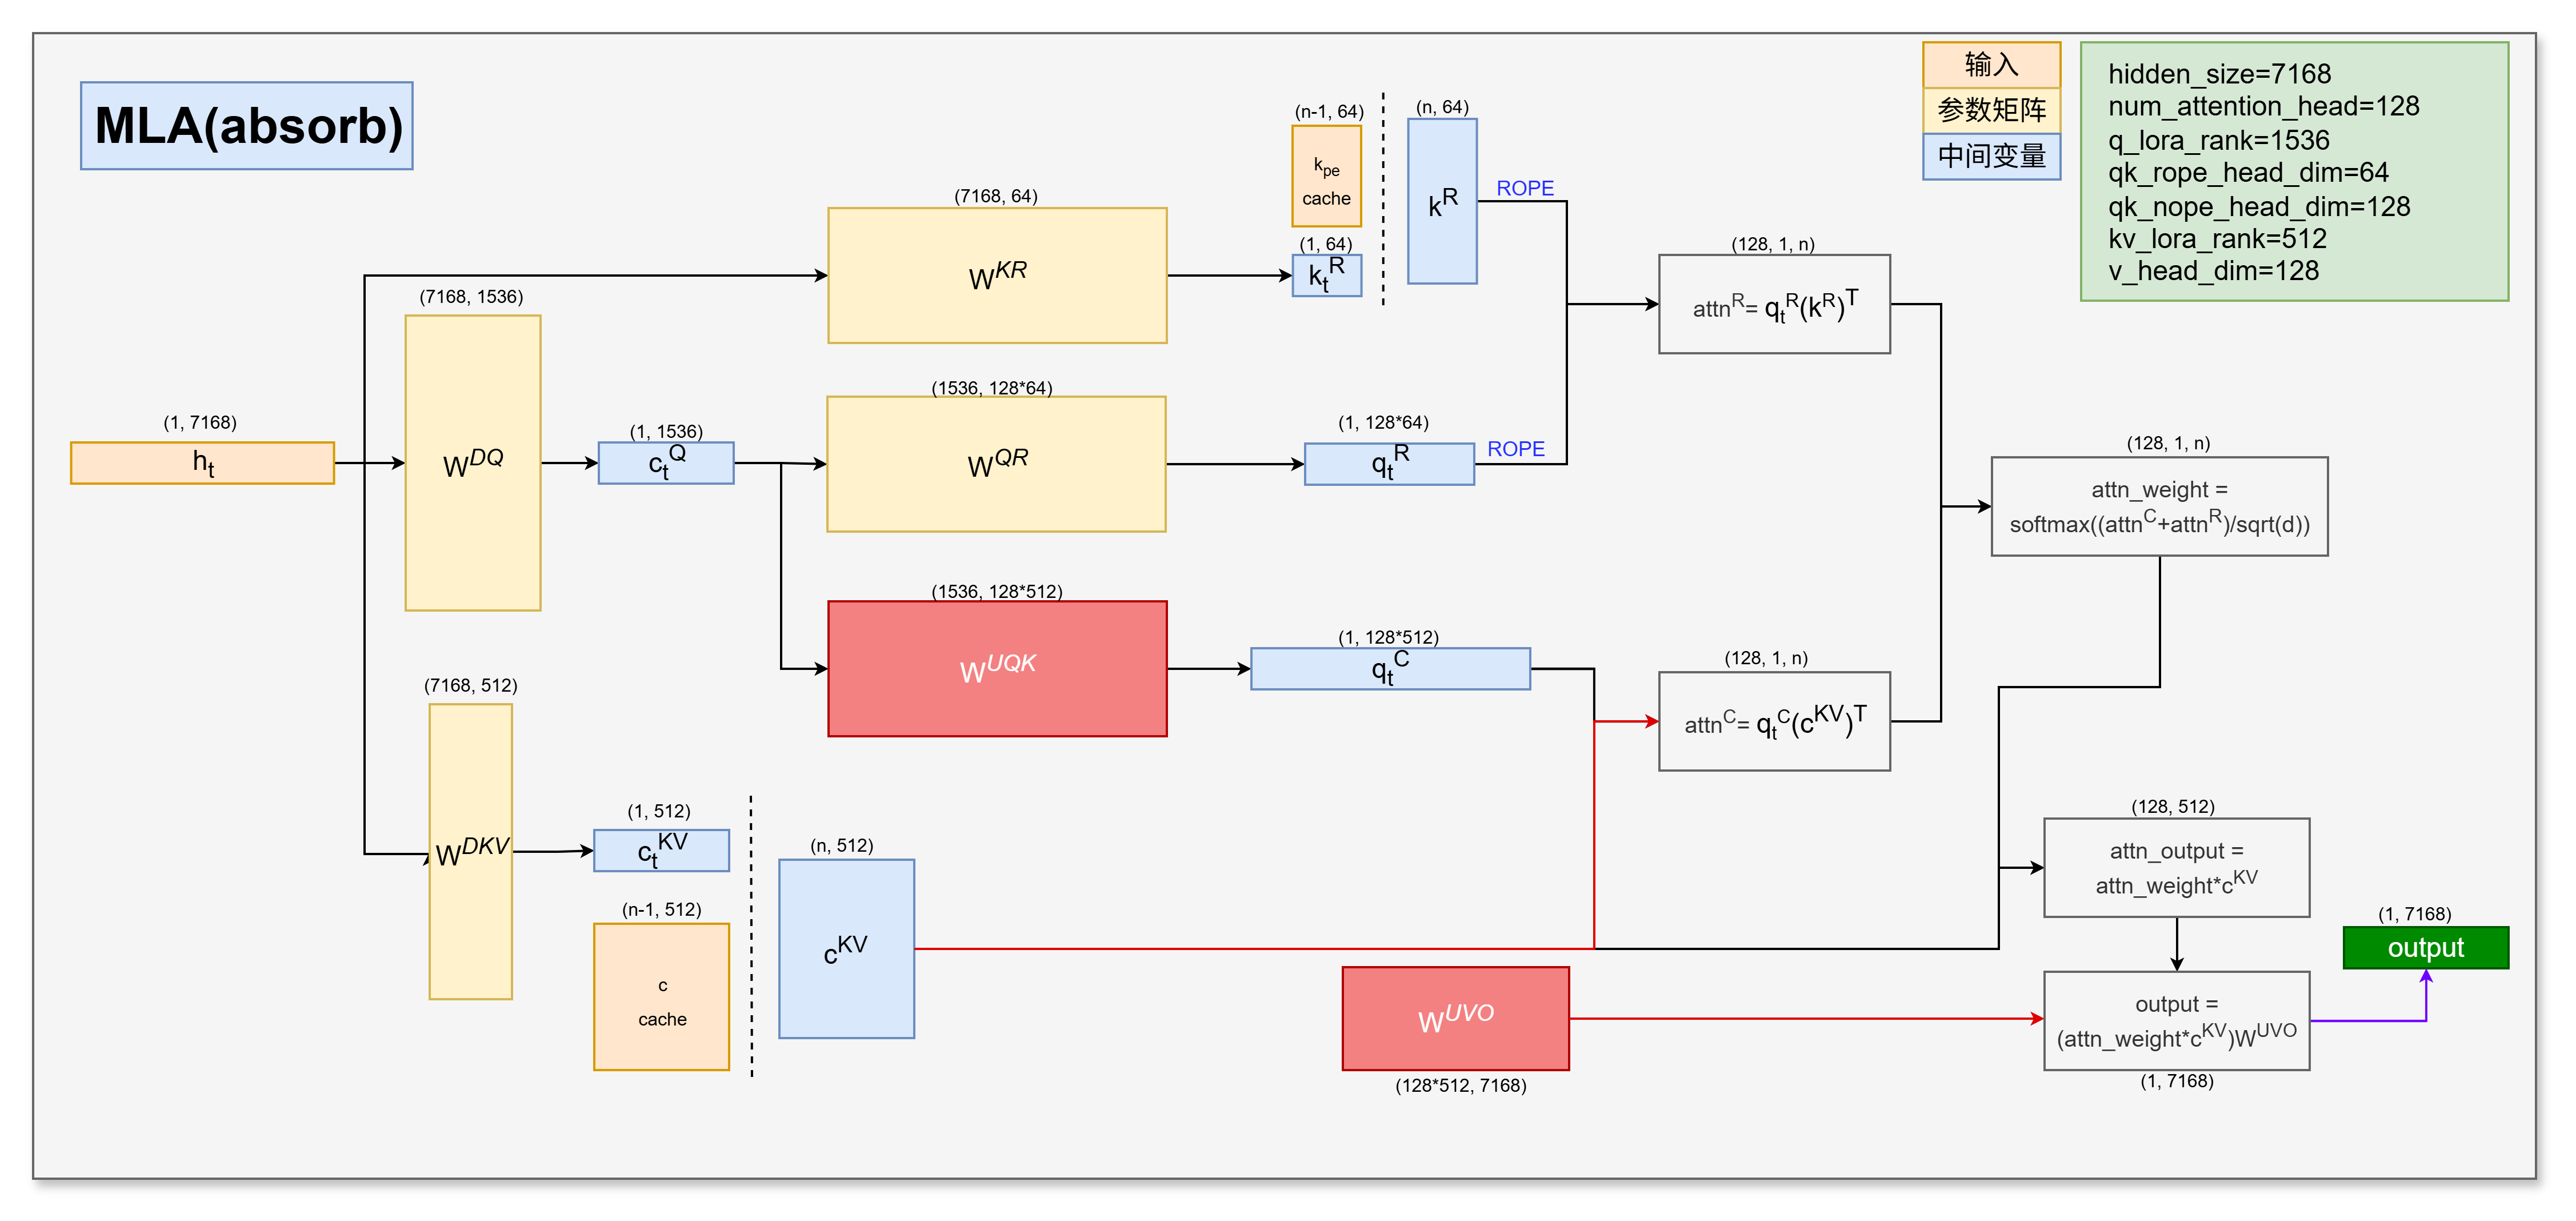 MLA(absorb)
输入
参数矩阵
中间变量
hidden_size=7168
num_attention_head=128
q_lora_rank=1536
qk_rope_head_dim=64
qk_nope_head_dim=128
kv_lora_rank=512
v_head_dim=128
(1, 7168)
h_t
(7168, 1536)
W^DQ
(1, 1536)
c_t^Q
(7168, 64)
W^KR
(n-1, 64)
k_pe
cache
(1, 64)
k_t^R
(n, 64)
k^R
ROPE
(1536, 128*64)
W^QR
(1, 128*64)
q_t^R
ROPE
(128, 1, n)
attn^R= q_t^R(k^R)^T
(1536, 128*512)
W^UQK
(1, 128*512)
q_t^C
(128, 1, n)
attn^C= q_t^C(c^KV)^T
(128, 1, n)
attn_weight =
softmax((attn^C+attn^R)/sqrt(d))
(7168, 512)
W^DKV
(1, 512)
c_t^KV
(n-1, 512)
c
cache
(n, 512)
c^KV
W^UVO
(128*512, 7168)
(128, 512)
attn_output =
attn_weight*c^KV
output =
(attn_weight*c^KV)W^UVO
(1, 7168)
(1, 7168)
output